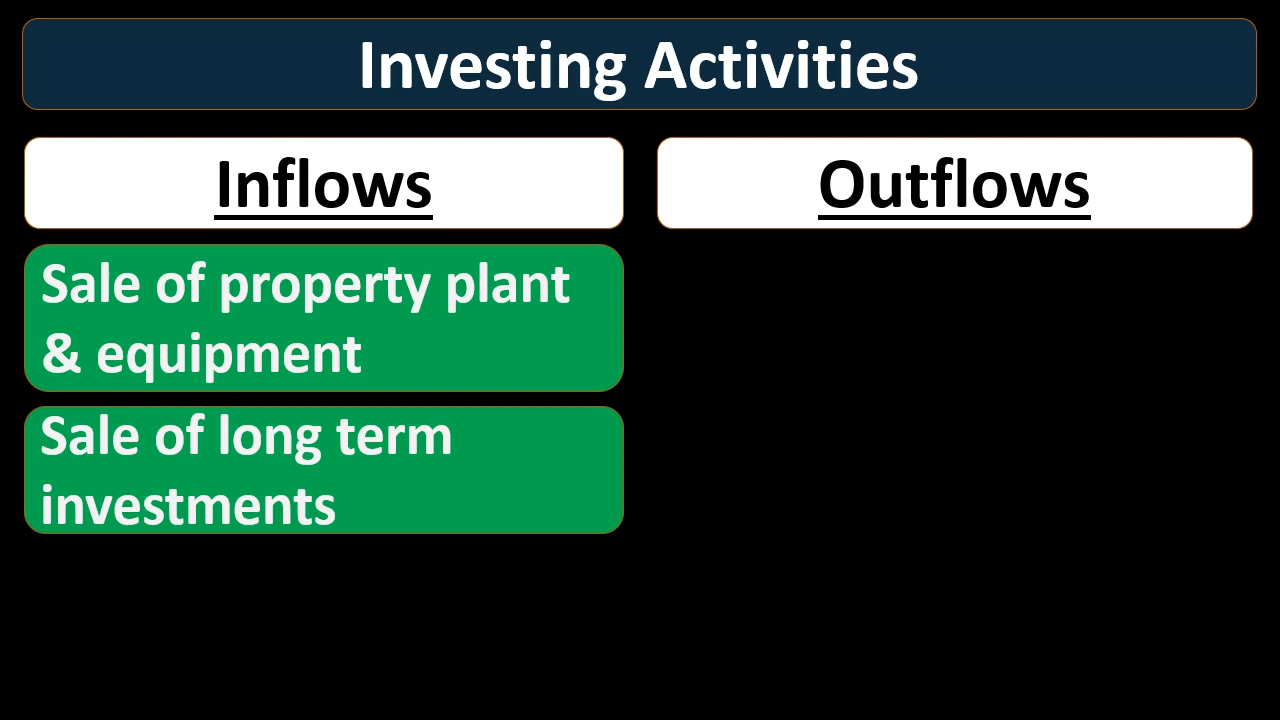 Investing Activities
Inflows
Outflows
Sale of property plant
& equipment
Sale of long term
investments